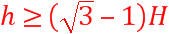 h ≥ (√3 − 1)H